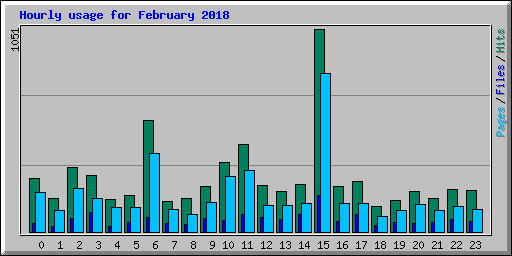 Hourly usage for February 2018
1051
Pages / Files / Hits
0 1 2 3 4 5 6 7 8 9 10 11 12 13 14 15 16 17 18 19 20 21 22 23